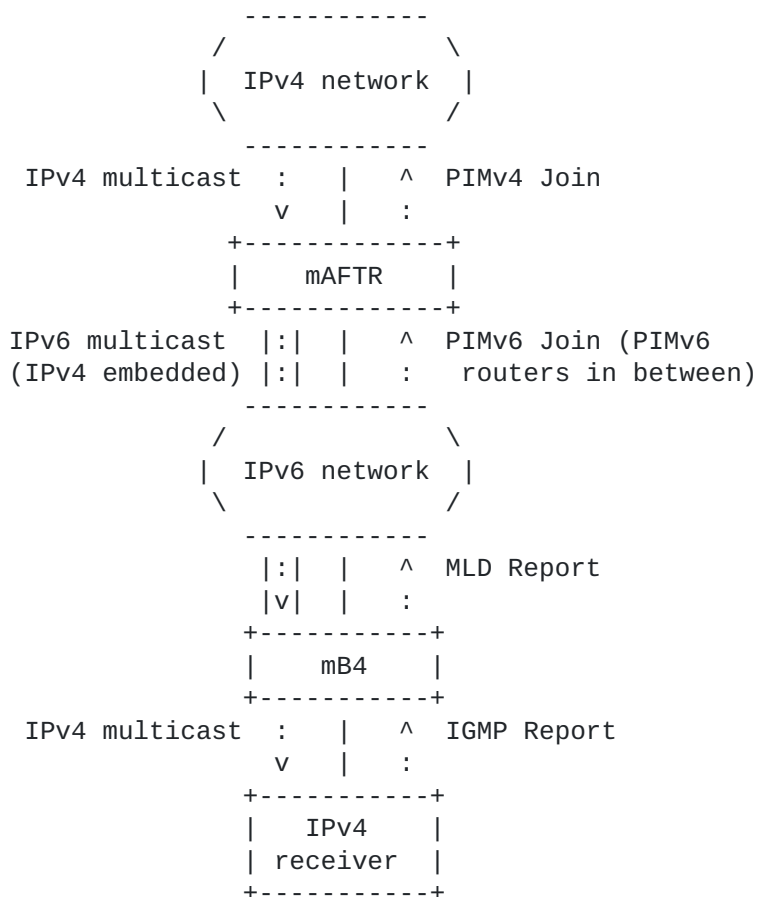 IPv4 network
IPv4 multicast : | ^ PIMv4 Join
v | :
mAFTR
IPv6 multicast |:| | ^ PIMv6 Join (PIMv6
(IPv4 embedded) |:| | : routers in between)
IPv6 network
|:| | ^ MLD Report
|v| | :
mB4
IPv4 multicast : | ^ IGMP Report
v | :
IPv4
receiver